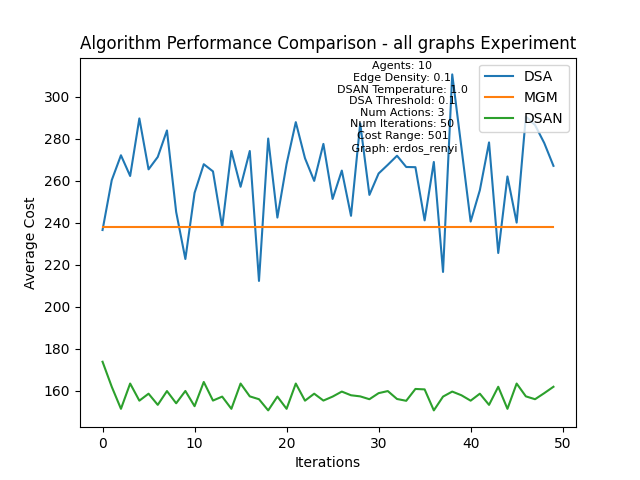 Algorithm Performance Comparison - all graphs Experiment
Agents: 10
Edge Density: 0.1
DSAN Temperature: 1.0
DSA Threshold: 0.1
Num Actions: 3
Num Iterations: 50
Cost Range: 501
Graph: erdos_renyi
DSA
MGM
DSAN
Average Cost
300
280
260
240
220
200
180
160
0
10
20
30
40
50
Iterations